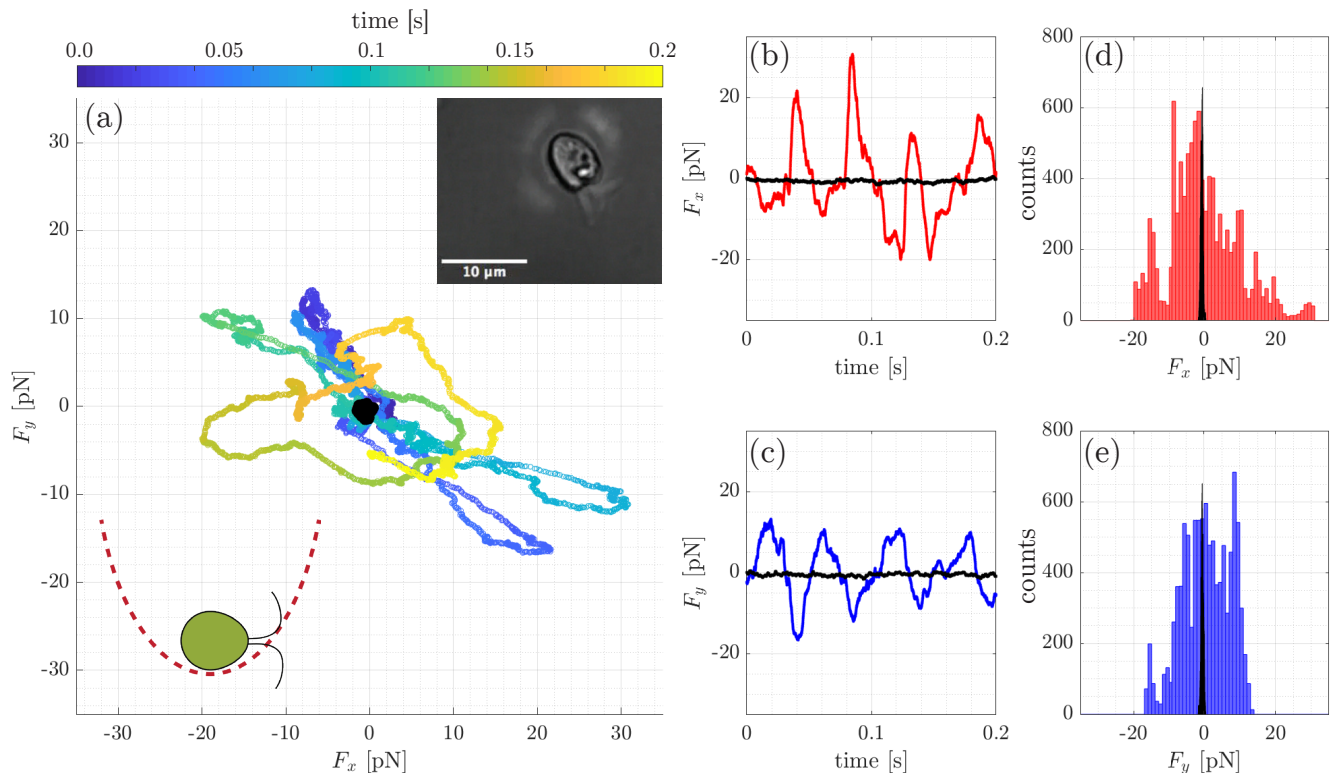 time [s]
0.0 0.05 0.1 0.15 0.2
(a)
30
20
10
0
-10
-20
-30
F_y [pN]
-30 -20 -10 0 10 20 30
F_x [pN]
10 µm
(b)
20
0
-20
F_x [pN]
0 0.1 0.2
time [s]
(c)
20
0
-20
F_y [pN]
0 0.1 0.2
time [s]
(d)
800
600
400
200
0
counts
-20 0 20
F_x [pN]
(e)
800
600
400
200
0
counts
-20 0 20
F_y [pN]